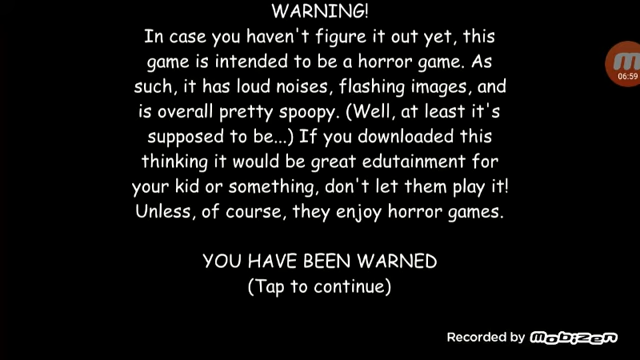 WARNING!
In case you haven't figure it out yet, this
game is intended to be a horror game. As
such, it has loud noises, flashing images, and
is overall pretty spoopy. (Well, at least it's
supposed to be...) If you downloaded this
thinking it would be great edutainment for
your kid or something, don't let them play it!
Unless, of course, they enjoy horror games.
YOU HAVE BEEN WARNED
(Tap to continue)
06:59
Recorded by mobizen